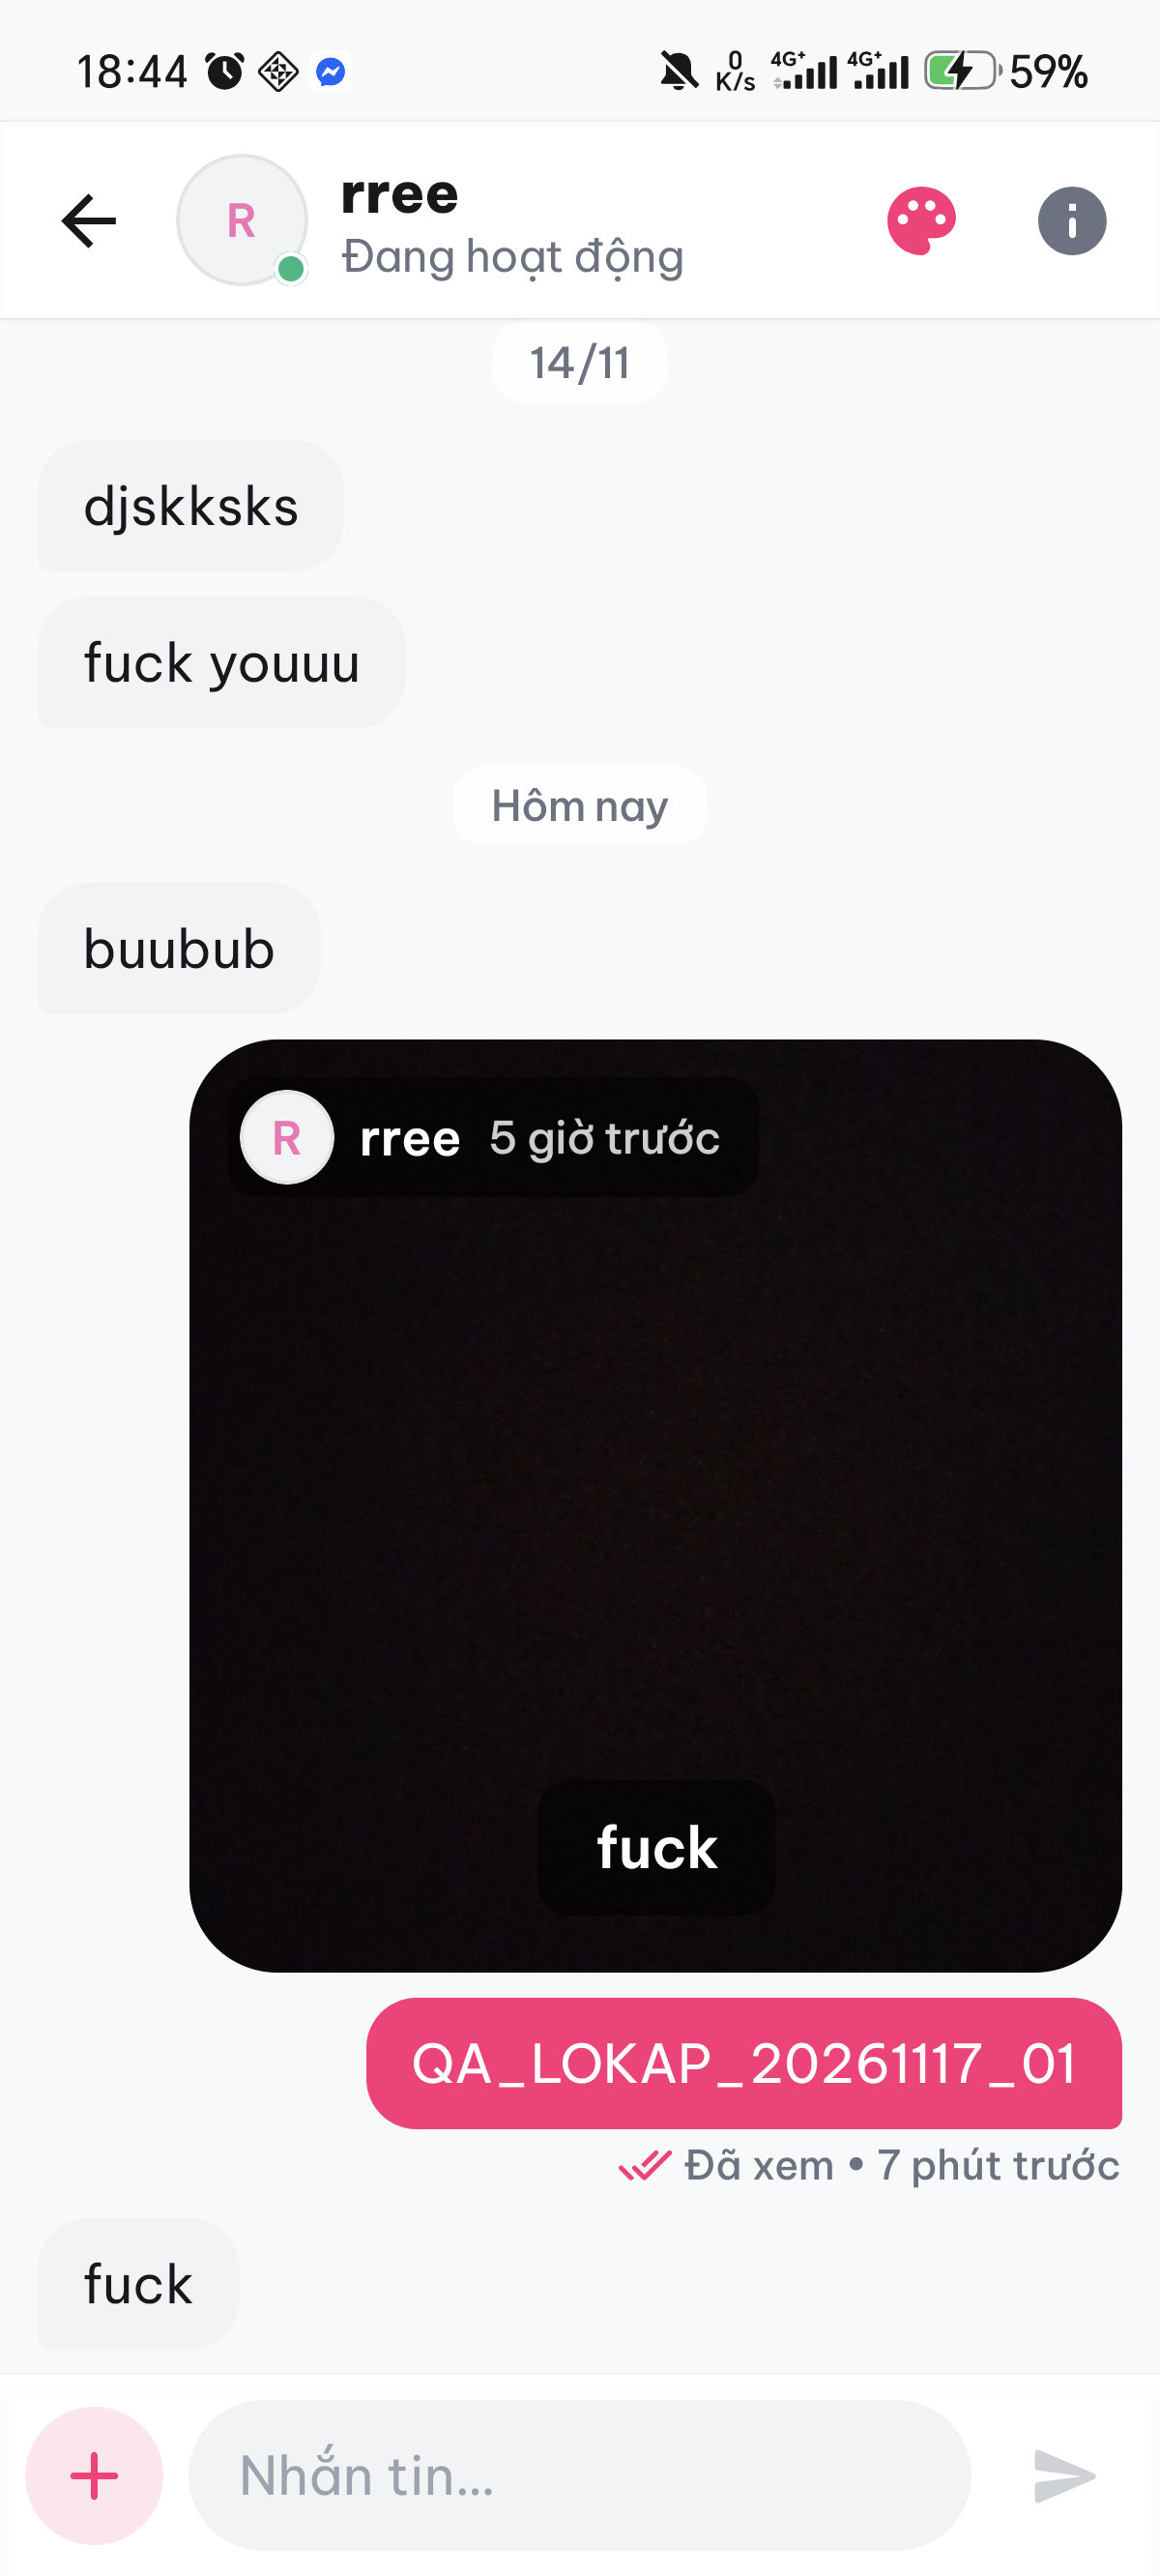 18:44
0
K/s
4G+
4G+
59%
R
rree
Đang hoạt động
14/11
djskksks
fuck youuu
Hôm nay
buubub
R rree 5 giờ trước
fuck
QA_LOKAP_20261117_01
Đã xem • 7 phút trước
fuck
Nhắn tin...